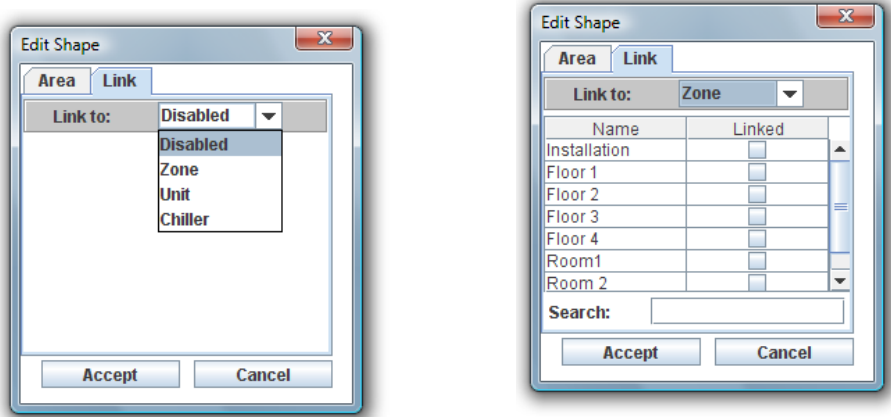 Edit Shape
Area Link
Link to: Disabled
Disabled
Zone
Unit
Chiller
Accept Cancel
Edit Shape
Area Link
Link to: Zone
Name Linked
Installation
Floor 1
Floor 2
Floor 3
Floor 4
Room1
Room 2
Search:
Accept Cancel